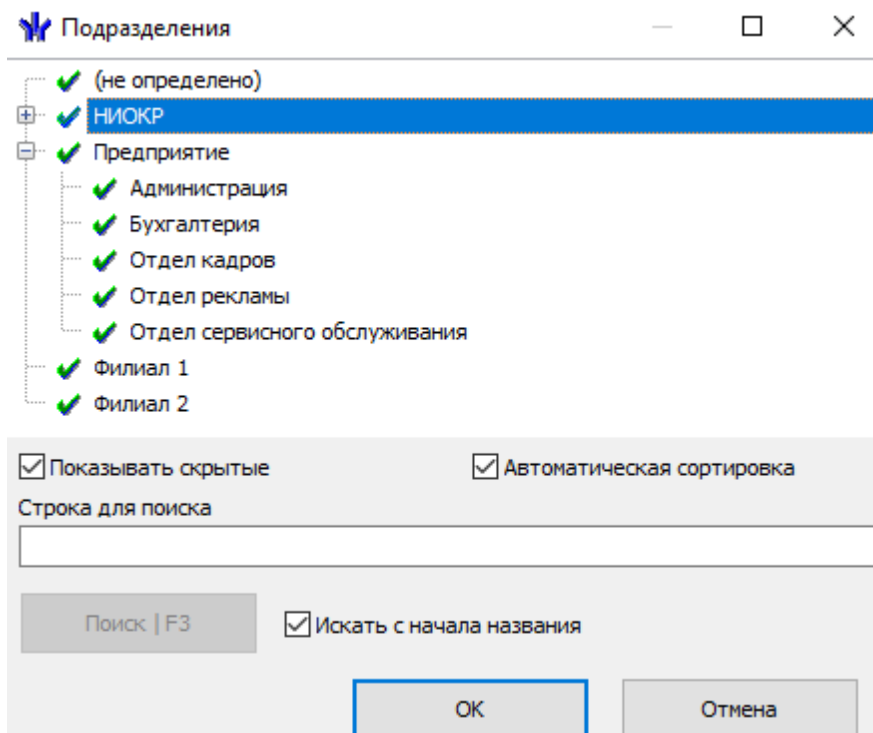 Подразделения
(не определено)
НИОКР
Предприятие
Администрация
Бухгалтерия
Отдел кадров
Отдел рекламы
Отдел сервисного обслуживания
Филиал 1
Филиал 2
Показывать скрытые Автоматическая сортировка
Строка для поиска
Поиск | F3 Искать с начала названия
OK Отмена